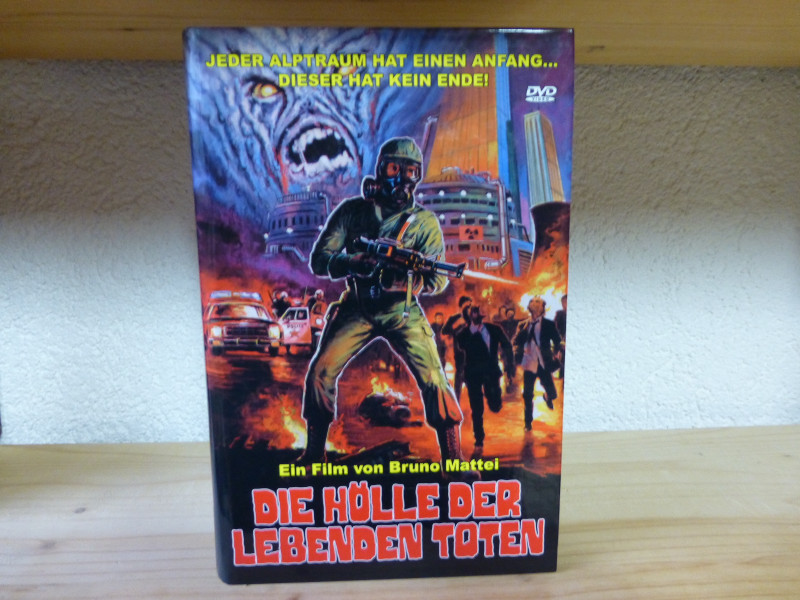 JEDER ALPTRAUM HAT EINEN ANFANG...
DIESER HAT KEIN ENDE!
DVD
VIDEO
Ein Film von Bruno Mattei
DIE HÖLLE DER
LEBENDEN TOTEN